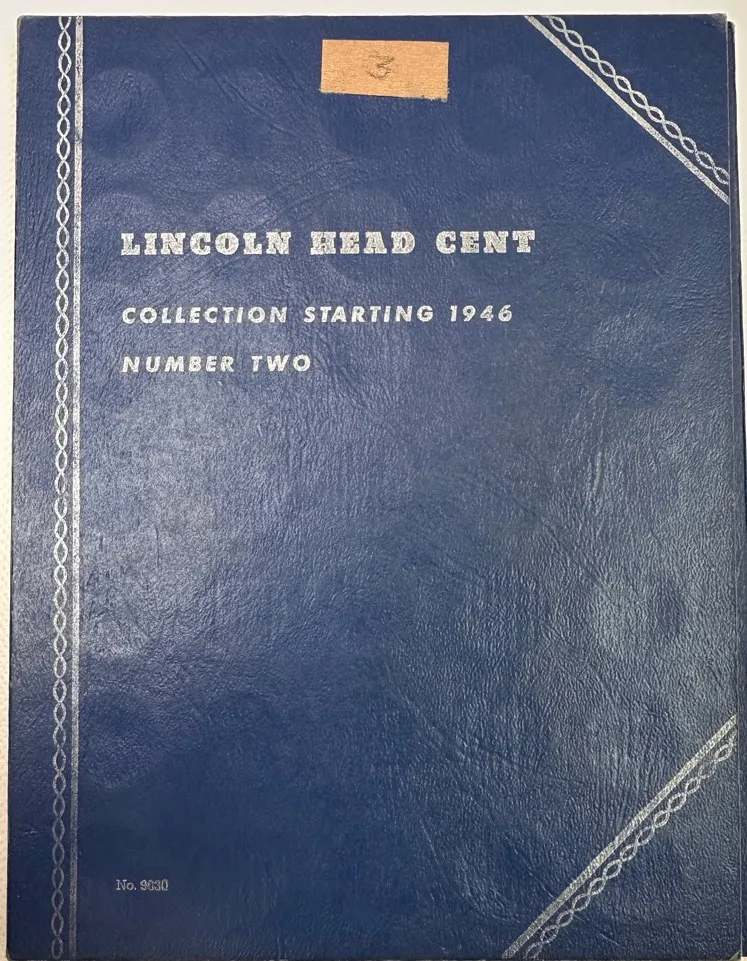 3
LINCOLN HEAD CENT
COLLECTION STARTING 1946
NUMBER TWO
No. 9030